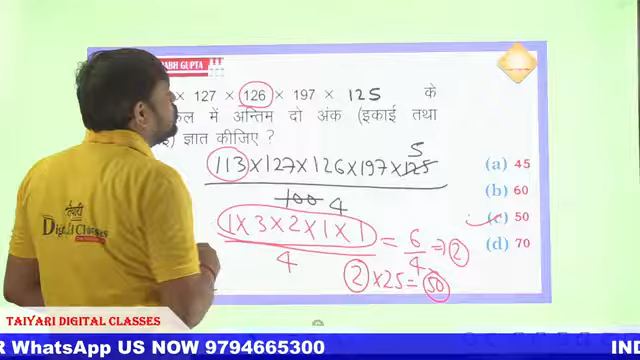 ABH GUPTA
× 127 × 126 × 197 × 125 के
में अन्तिम दो अंक (इकाई तथा
ज्ञात कीजिए ?
5
113×127×126×197×125
100 4
1×3×2×1×1
4
= 6/4 ⇒ 2
2×25=50
(a) 45
(b) 60
(c) 50
(d) 70
तैयारी
Digital Classes
TAIYARI DIGITAL CLASSES
R WhatsApp US NOW 9794665300
IND